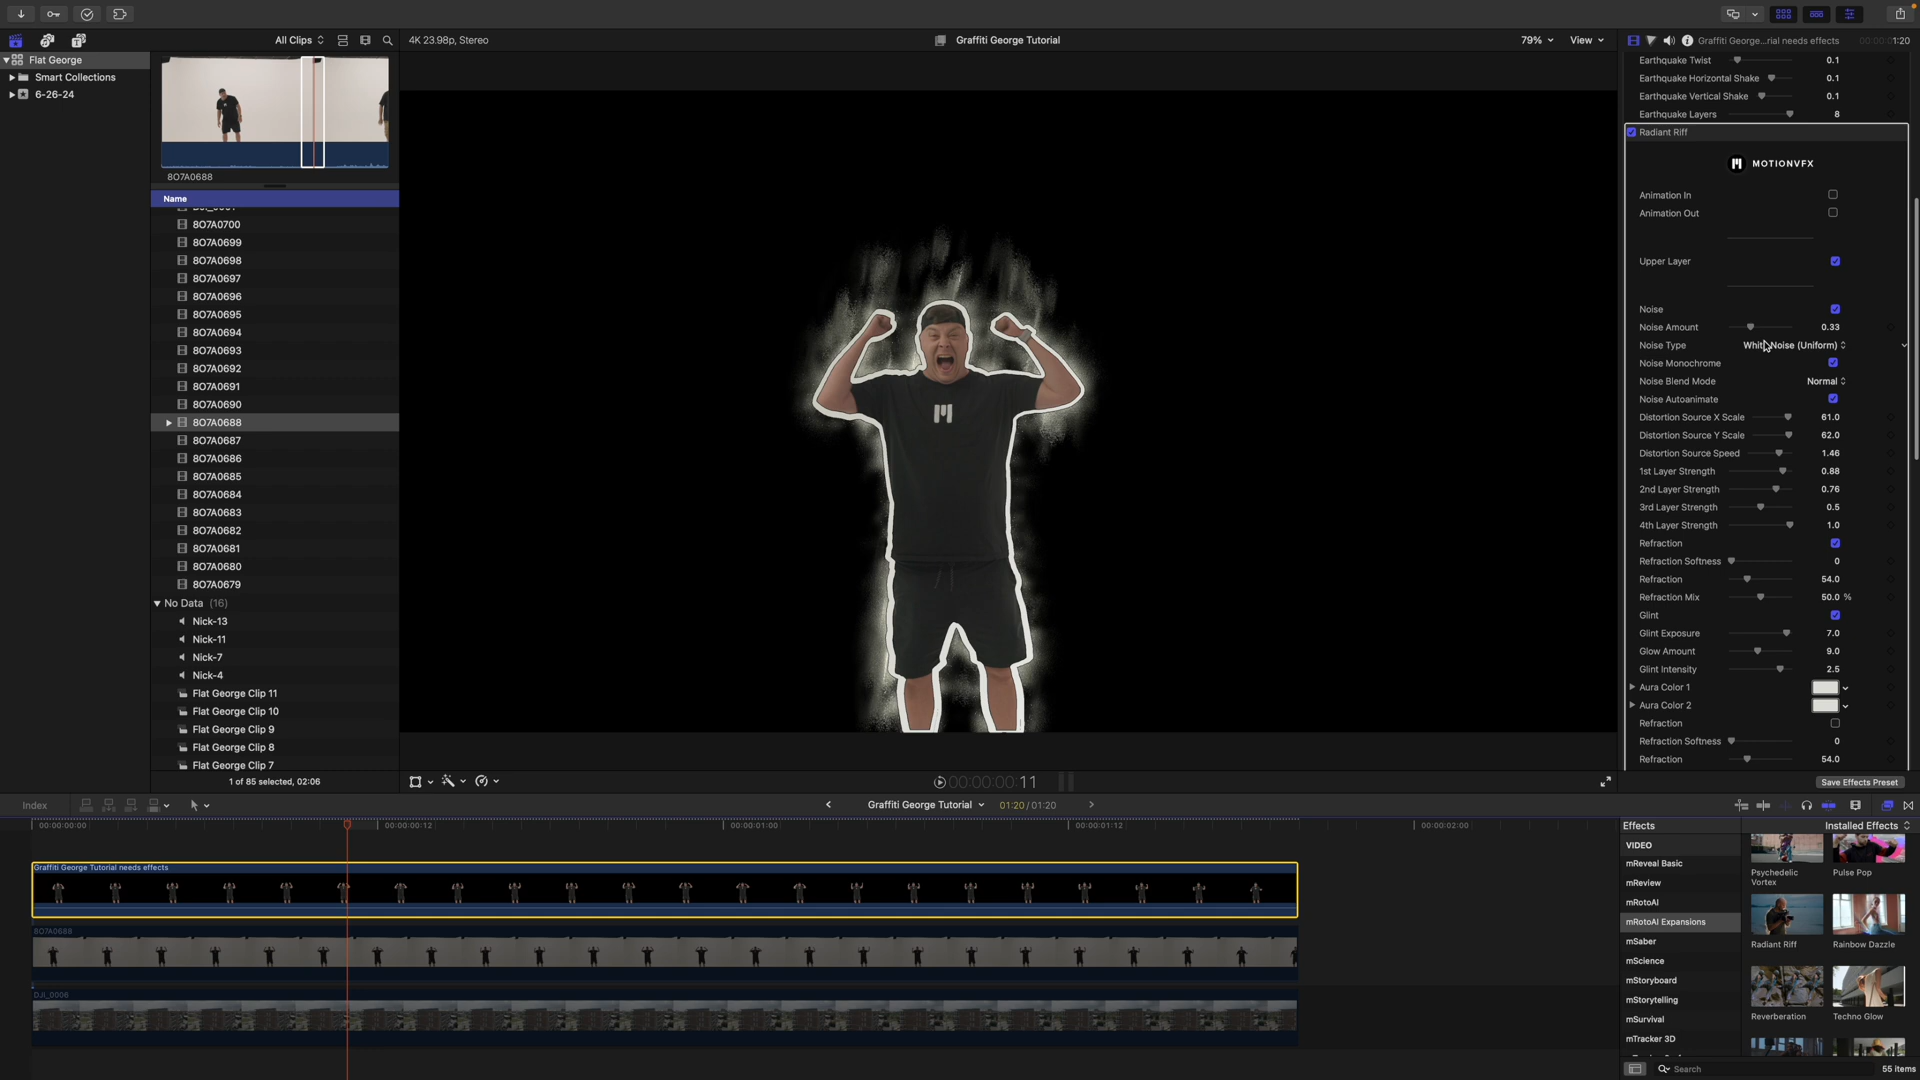 All Clips
4K 23.98p, Stereo
Graffiti George Tutorial
79%
View
Graffiti George...rial needs effects
00:00:01:20
Flat George
Smart Collections
6-26-24
8O7A0688
Name
8O7A0700
8O7A0699
8O7A0698
8O7A0697
8O7A0696
8O7A0695
8O7A0694
8O7A0693
8O7A0692
8O7A0691
8O7A0690
8O7A0688
8O7A0687
8O7A0686
8O7A0685
8O7A0684
8O7A0683
8O7A0682
8O7A0681
8O7A0680
8O7A0679
No Data (16)
Nick-13
Nick-11
Nick-7
Nick-4
Flat George Clip 11
Flat George Clip 10
Flat George Clip 9
Flat George Clip 8
Flat George Clip 7
1 of 85 selected, 02:06
Earthquake Twist 0.1
Earthquake Horizontal Shake 0.1
Earthquake Vertical Shake 0.1
Earthquake Layers 8
Radiant Riff
MOTIONVFX
Animation In
Animation Out
Upper Layer
Noise
Noise Amount 0.33
Noise Type White Noise (Uniform)
Noise Monochrome
Noise Blend Mode Normal
Noise Autoanimate
Distortion Source X Scale 61.0
Distortion Source Y Scale 62.0
Distortion Source Speed 1.46
1st Layer Strength 0.88
2nd Layer Strength 0.76
3rd Layer Strength 0.5
4th Layer Strength 1.0
Refraction
Refraction Softness 0
Refraction 54.0
Refraction Mix 50.0 %
Glint
Glint Exposure 7.0
Glow Amount 9.0
Glint Intensity 2.5
Aura Color 1
Aura Color 2
Refraction
Refraction Softness 0
Refraction 54.0
Save Effects Preset
00:00:00:11
Index
Graffiti George Tutorial
01:20 / 01:20
00:00:00:00
00:00:00:12
00:00:01:00
00:00:01:12
00:00:02:00
Graffiti George Tutorial needs effects
8O7A0688
DJI_0006
Effects
Installed Effects
VIDEO
mReveal Basic
mReview
mRotoAI
mRotoAI Expansions
mSaber
mScience
mStoryboard
mStorytelling
mSurvival
mTracker 3D
Psychedelic Vortex
Pulse Pop
Radiant Riff
Rainbow Dazzle
Reverberation
Techno Glow
Search
55 items